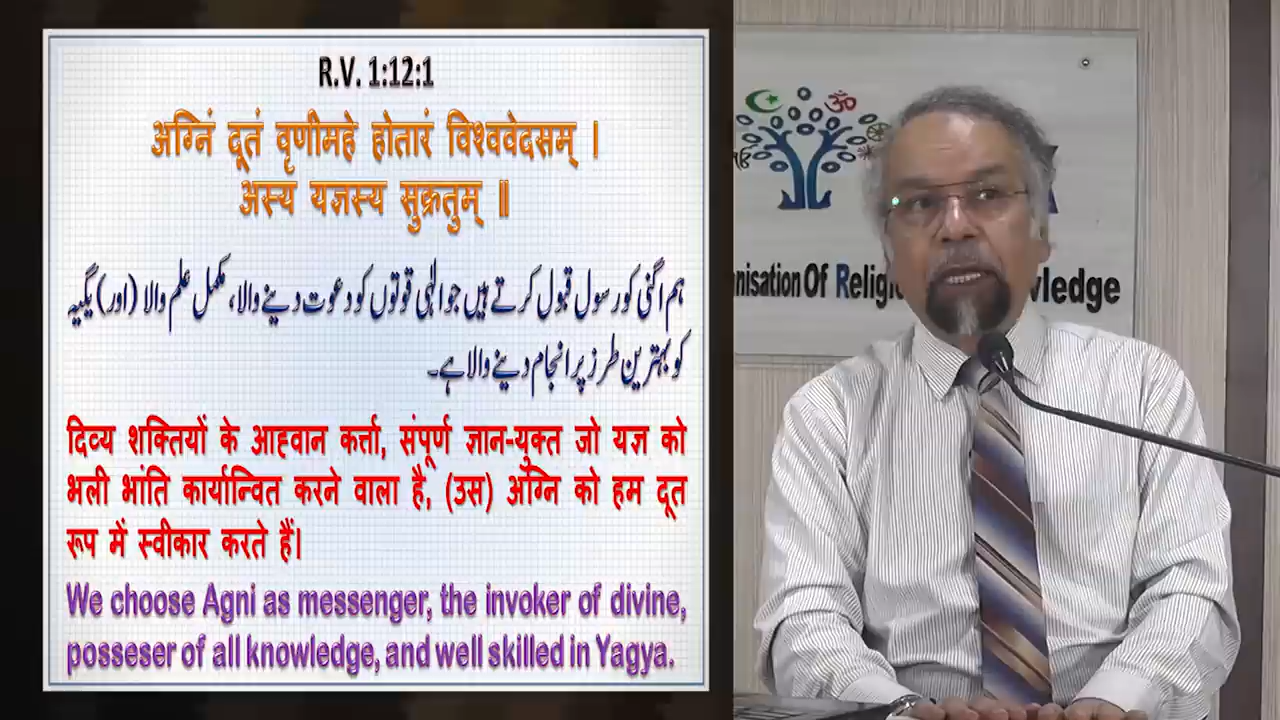 R.V. 1:12:1
अग्निं दूतं वृणीमहे होतारं विश्ववेदसम् ।
अस्य यज्ञस्य सुक्रतुम् ॥
ہم اگنی کو رسول قبول کرتے ہیں جو الٰہی قوتوں کو دعوت دینے والا، مکمل علم والا (اور) یگیہ
کو بہترین طرز پر انجام دینے والا ہے۔
दिव्य शक्तियों के आह्वान कर्त्ता, संपूर्ण ज्ञान-युक्त जो यज्ञ को
भली भांति कार्यान्वित करने वाला है, (उस) अग्नि को हम दूत
रूप में स्वीकार करते हैं।
We choose Agni as messenger, the invoker of divine,
posseser of all knowledge, and well skilled in Yagya.
ॐ
nisation Of Relig wledge